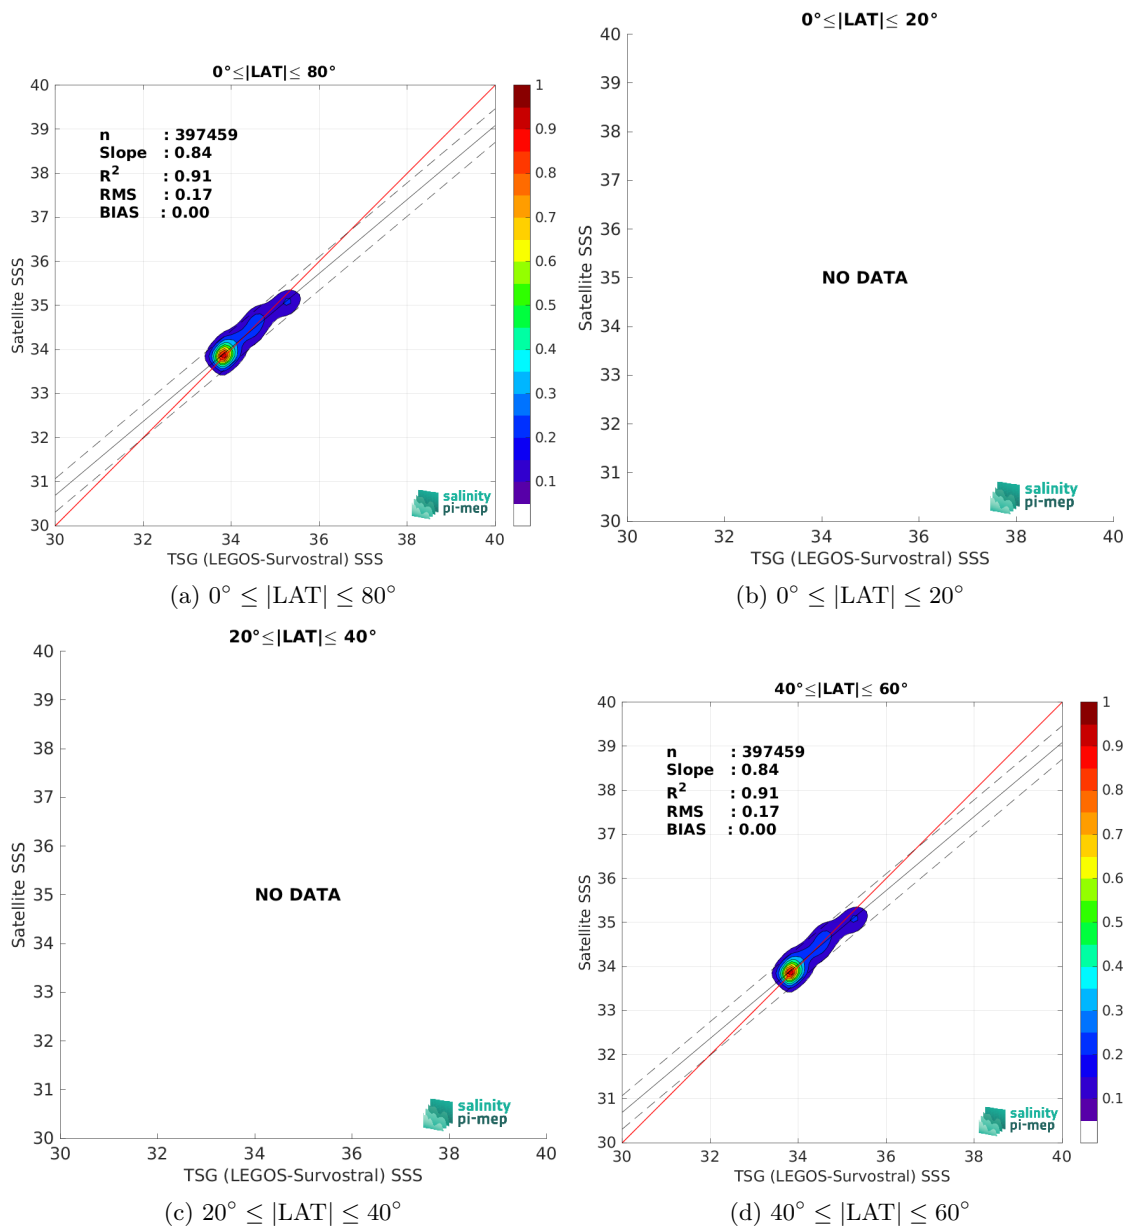 0°≤|LAT|≤ 80°
40
39
38
37
36
35
34
33
32
31
30
Satellite SSS
n : 397459
Slope : 0.84
R² : 0.91
RMS : 0.17
BIAS : 0.00
salinity
pi-mep
30 32 34 36 38 40
TSG (LEGOS-Survostral) SSS
1
0.9
0.8
0.7
0.6
0.5
0.4
0.3
0.2
0.1
(a) 0° ≤ |LAT| ≤ 80°
0°≤|LAT|≤ 20°
40
39
38
37
36
35
34
33
32
31
30
Satellite SSS
NO DATA
salinity
pi-mep
30 32 34 36 38 40
TSG (LEGOS-Survostral) SSS
(b) 0° ≤ |LAT| ≤ 20°
20°≤|LAT|≤ 40°
40
39
38
37
36
35
34
33
32
31
30
Satellite SSS
NO DATA
salinity
pi-mep
30 32 34 36 38 40
TSG (LEGOS-Survostral) SSS
(c) 20° ≤ |LAT| ≤ 40°
40°≤|LAT|≤ 60°
40
39
38
37
36
35
34
33
32
31
30
Satellite SSS
n : 397459
Slope : 0.84
R² : 0.91
RMS : 0.17
BIAS : 0.00
salinity
pi-mep
30 32 34 36 38 40
TSG (LEGOS-Survostral) SSS
1
0.9
0.8
0.7
0.6
0.5
0.4
0.3
0.2
0.1
(d) 40° ≤ |LAT| ≤ 60°